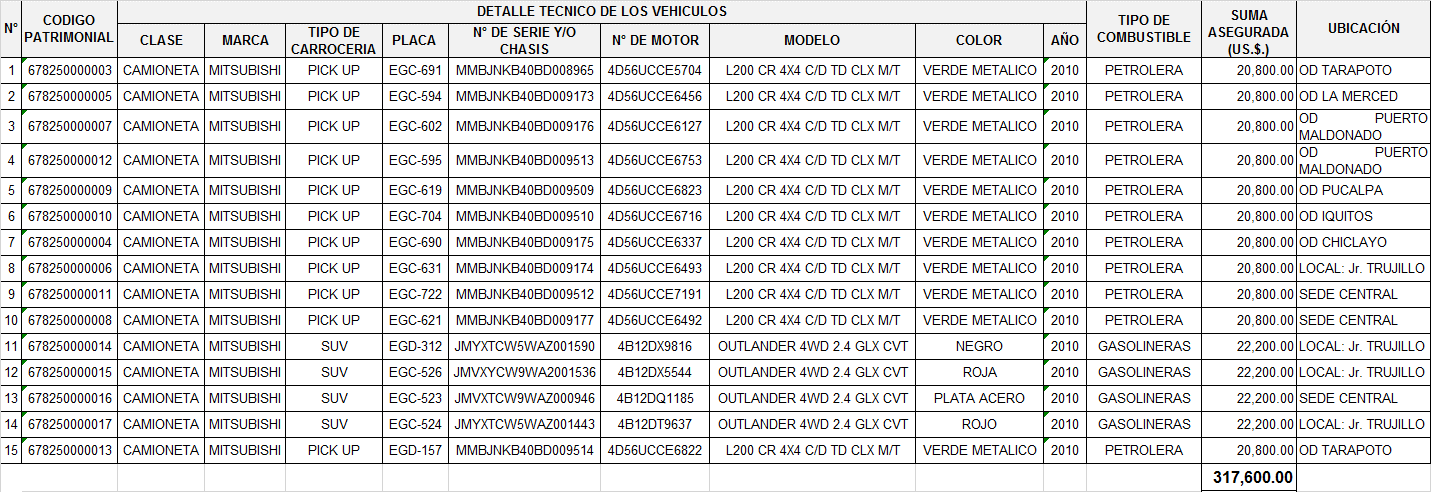 DETALLE TECNICO DE LOS VEHICULOS
N° CODIGO PATRIMONIAL CLASE MARCA TIPO DE CARROCERIA PLACA N° DE SERIE Y/O CHASIS N° DE MOTOR MODELO COLOR AÑO TIPO DE COMBUSTIBLE SUMA ASEGURADA (US.$.) UBICACIÓN
1 678250000003 CAMIONETA MITSUBISHI PICK UP EGC-691 MMBJNKB40BD008965 4D56UCCE5704 L200 CR 4X4 C/D TD CLX M/T VERDE METALICO 2010 PETROLERA 20,800.00 OD TARAPOTO
2 678250000005 CAMIONETA MITSUBISHI PICK UP EGC-594 MMBJNKB40BD009173 4D56UCCE6456 L200 CR 4X4 C/D TD CLX M/T VERDE METALICO 2010 PETROLERA 20,800.00 OD LA MERCED
3 678250000007 CAMIONETA MITSUBISHI PICK UP EGC-602 MMBJNKB40BD009176 4D56UCCE6127 L200 CR 4X4 C/D TD CLX M/T VERDE METALICO 2010 PETROLERA 20,800.00 OD PUERTO MALDONADO
4 678250000012 CAMIONETA MITSUBISHI PICK UP EGC-595 MMBJNKB40BD009513 4D56UCCE6753 L200 CR 4X4 C/D TD CLX M/T VERDE METALICO 2010 PETROLERA 20,800.00 OD PUERTO MALDONADO
5 678250000009 CAMIONETA MITSUBISHI PICK UP EGC-619 MMBJNKB40BD009509 4D56UCCE6823 L200 CR 4X4 C/D TD CLX M/T VERDE METALICO 2010 PETROLERA 20,800.00 OD PUCALPA
6 678250000010 CAMIONETA MITSUBISHI PICK UP EGC-704 MMBJNKB40BD009510 4D56UCCE6716 L200 CR 4X4 C/D TD CLX M/T VERDE METALICO 2010 PETROLERA 20,800.00 OD IQUITOS
7 678250000004 CAMIONETA MITSUBISHI PICK UP EGC-690 MMBJNKB40BD009175 4D56UCCE6337 L200 CR 4X4 C/D TD CLX M/T VERDE METALICO 2010 PETROLERA 20,800.00 OD CHICLAYO
8 678250000006 CAMIONETA MITSUBISHI PICK UP EGC-631 MMBJNKB40BD009174 4D56UCCE6493 L200 CR 4X4 C/D TD CLX M/T VERDE METALICO 2010 PETROLERA 20,800.00 LOCAL: Jr. TRUJILLO
9 678250000011 CAMIONETA MITSUBISHI PICK UP EGC-722 MMBJNKB40BD009512 4D56UCCE7191 L200 CR 4X4 C/D TD CLX M/T VERDE METALICO 2010 PETROLERA 20,800.00 SEDE CENTRAL
10 678250000008 CAMIONETA MITSUBISHI PICK UP EGC-621 MMBJNKB40BD009177 4D56UCCE6492 L200 CR 4X4 C/D TD CLX M/T VERDE METALICO 2010 PETROLERA 20,800.00 SEDE CENTRAL
11 678250000014 CAMIONETA MITSUBISHI SUV EGD-312 JMYXTCW5WAZ001590 4B12DX9816 OUTLANDER 4WD 2.4 GLX CVT NEGRO 2010 GASOLINERAS 22,200.00 LOCAL: Jr. TRUJILLO
12 678250000015 CAMIONETA MITSUBISHI SUV EGC-526 JMVXYCW9WA2001536 4B12DX5544 OUTLANDER 4WD 2.4 GLX CVT ROJA 2010 GASOLINERAS 22,200.00 LOCAL: Jr. TRUJILLO
13 678250000016 CAMIONETA MITSUBISHI SUV EGC-523 JMVXTCW5WAZ000946 4B12DQ1185 OUTLANDER 4WD 2.4 GLX CVT PLATA ACERO 2010 GASOLINERAS 22,200.00 SEDE CENTRAL
14 678250000017 CAMIONETA MITSUBISHI SUV EGC-524 JMYXTCW5WAZ001443 4B12DT9637 OUTLANDER 4WD 2.4 GLX CVT ROJO 2010 GASOLINERAS 22,200.00 LOCAL: Jr. TRUJILLO
15 678250000013 CAMIONETA MITSUBISHI PICK UP EGD-157 MMBJNKB40BD009514 4D56UCCE6822 L200 CR 4X4 C/D TD CLX M/T VERDE METALICO 2010 PETROLERA 20,800.00 OD TARAPOTO
317,600.00